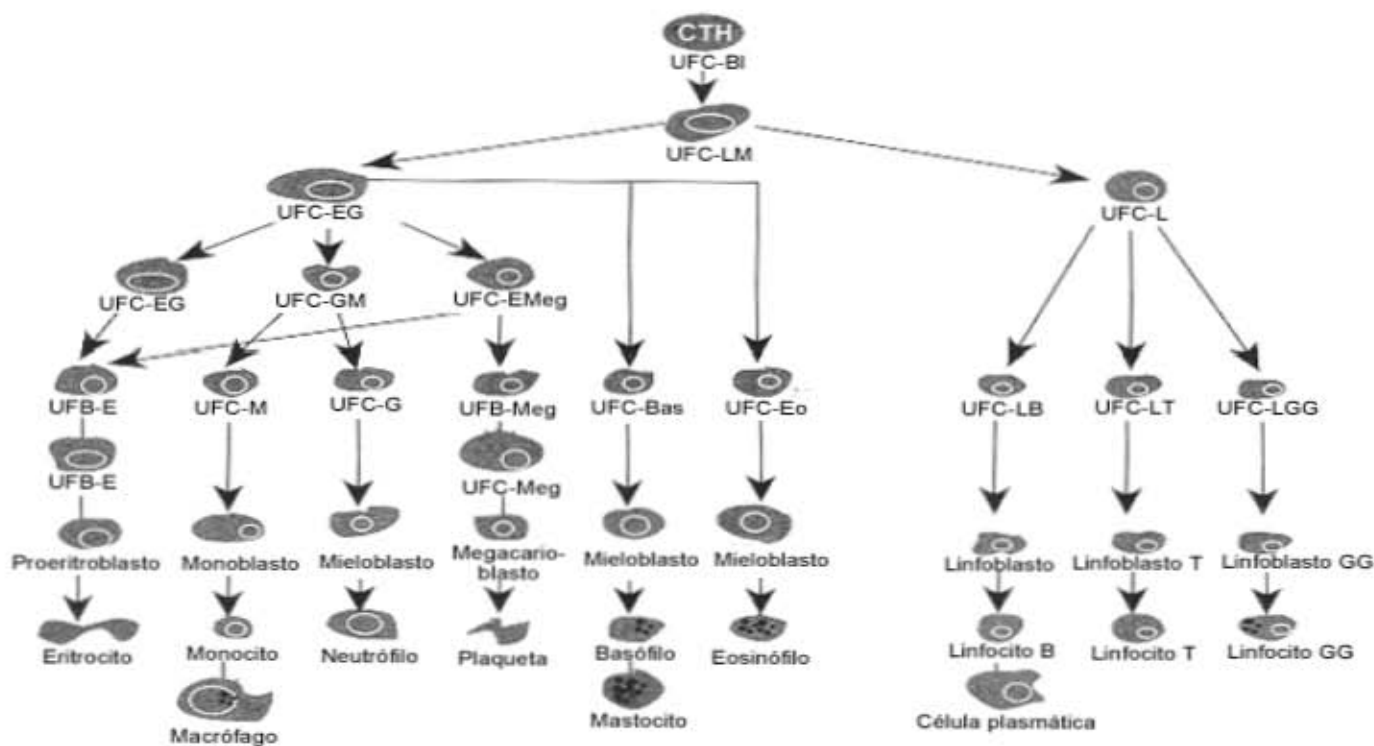 CTH
UFC-BI
UFC-LM
UFC-EG
UFC-L
UFC-EG
UFC-GM
UFC-EMeg
UFB-E
UFC-M
UFC-G
UFB-Meg
UFC-Bas
UFC-Eo
UFC-LB
UFC-LT
UFC-LGG
UFB-E
UFC-Meg
Proeritroblasto
Monoblasto
Mieloblasto
Megacario-
oblasto
Mieloblasto
Mieloblasto
Linfoblasto
Linfoblasto T
Linfoblasto GG
Eritrocito
Monocito
Neutrófilo
Plaqueta
Basófilo
Eosinófilo
Linfocito B
Linfocito T
Linfocito GG
Macrófago
Mastocito
Célula plasmática